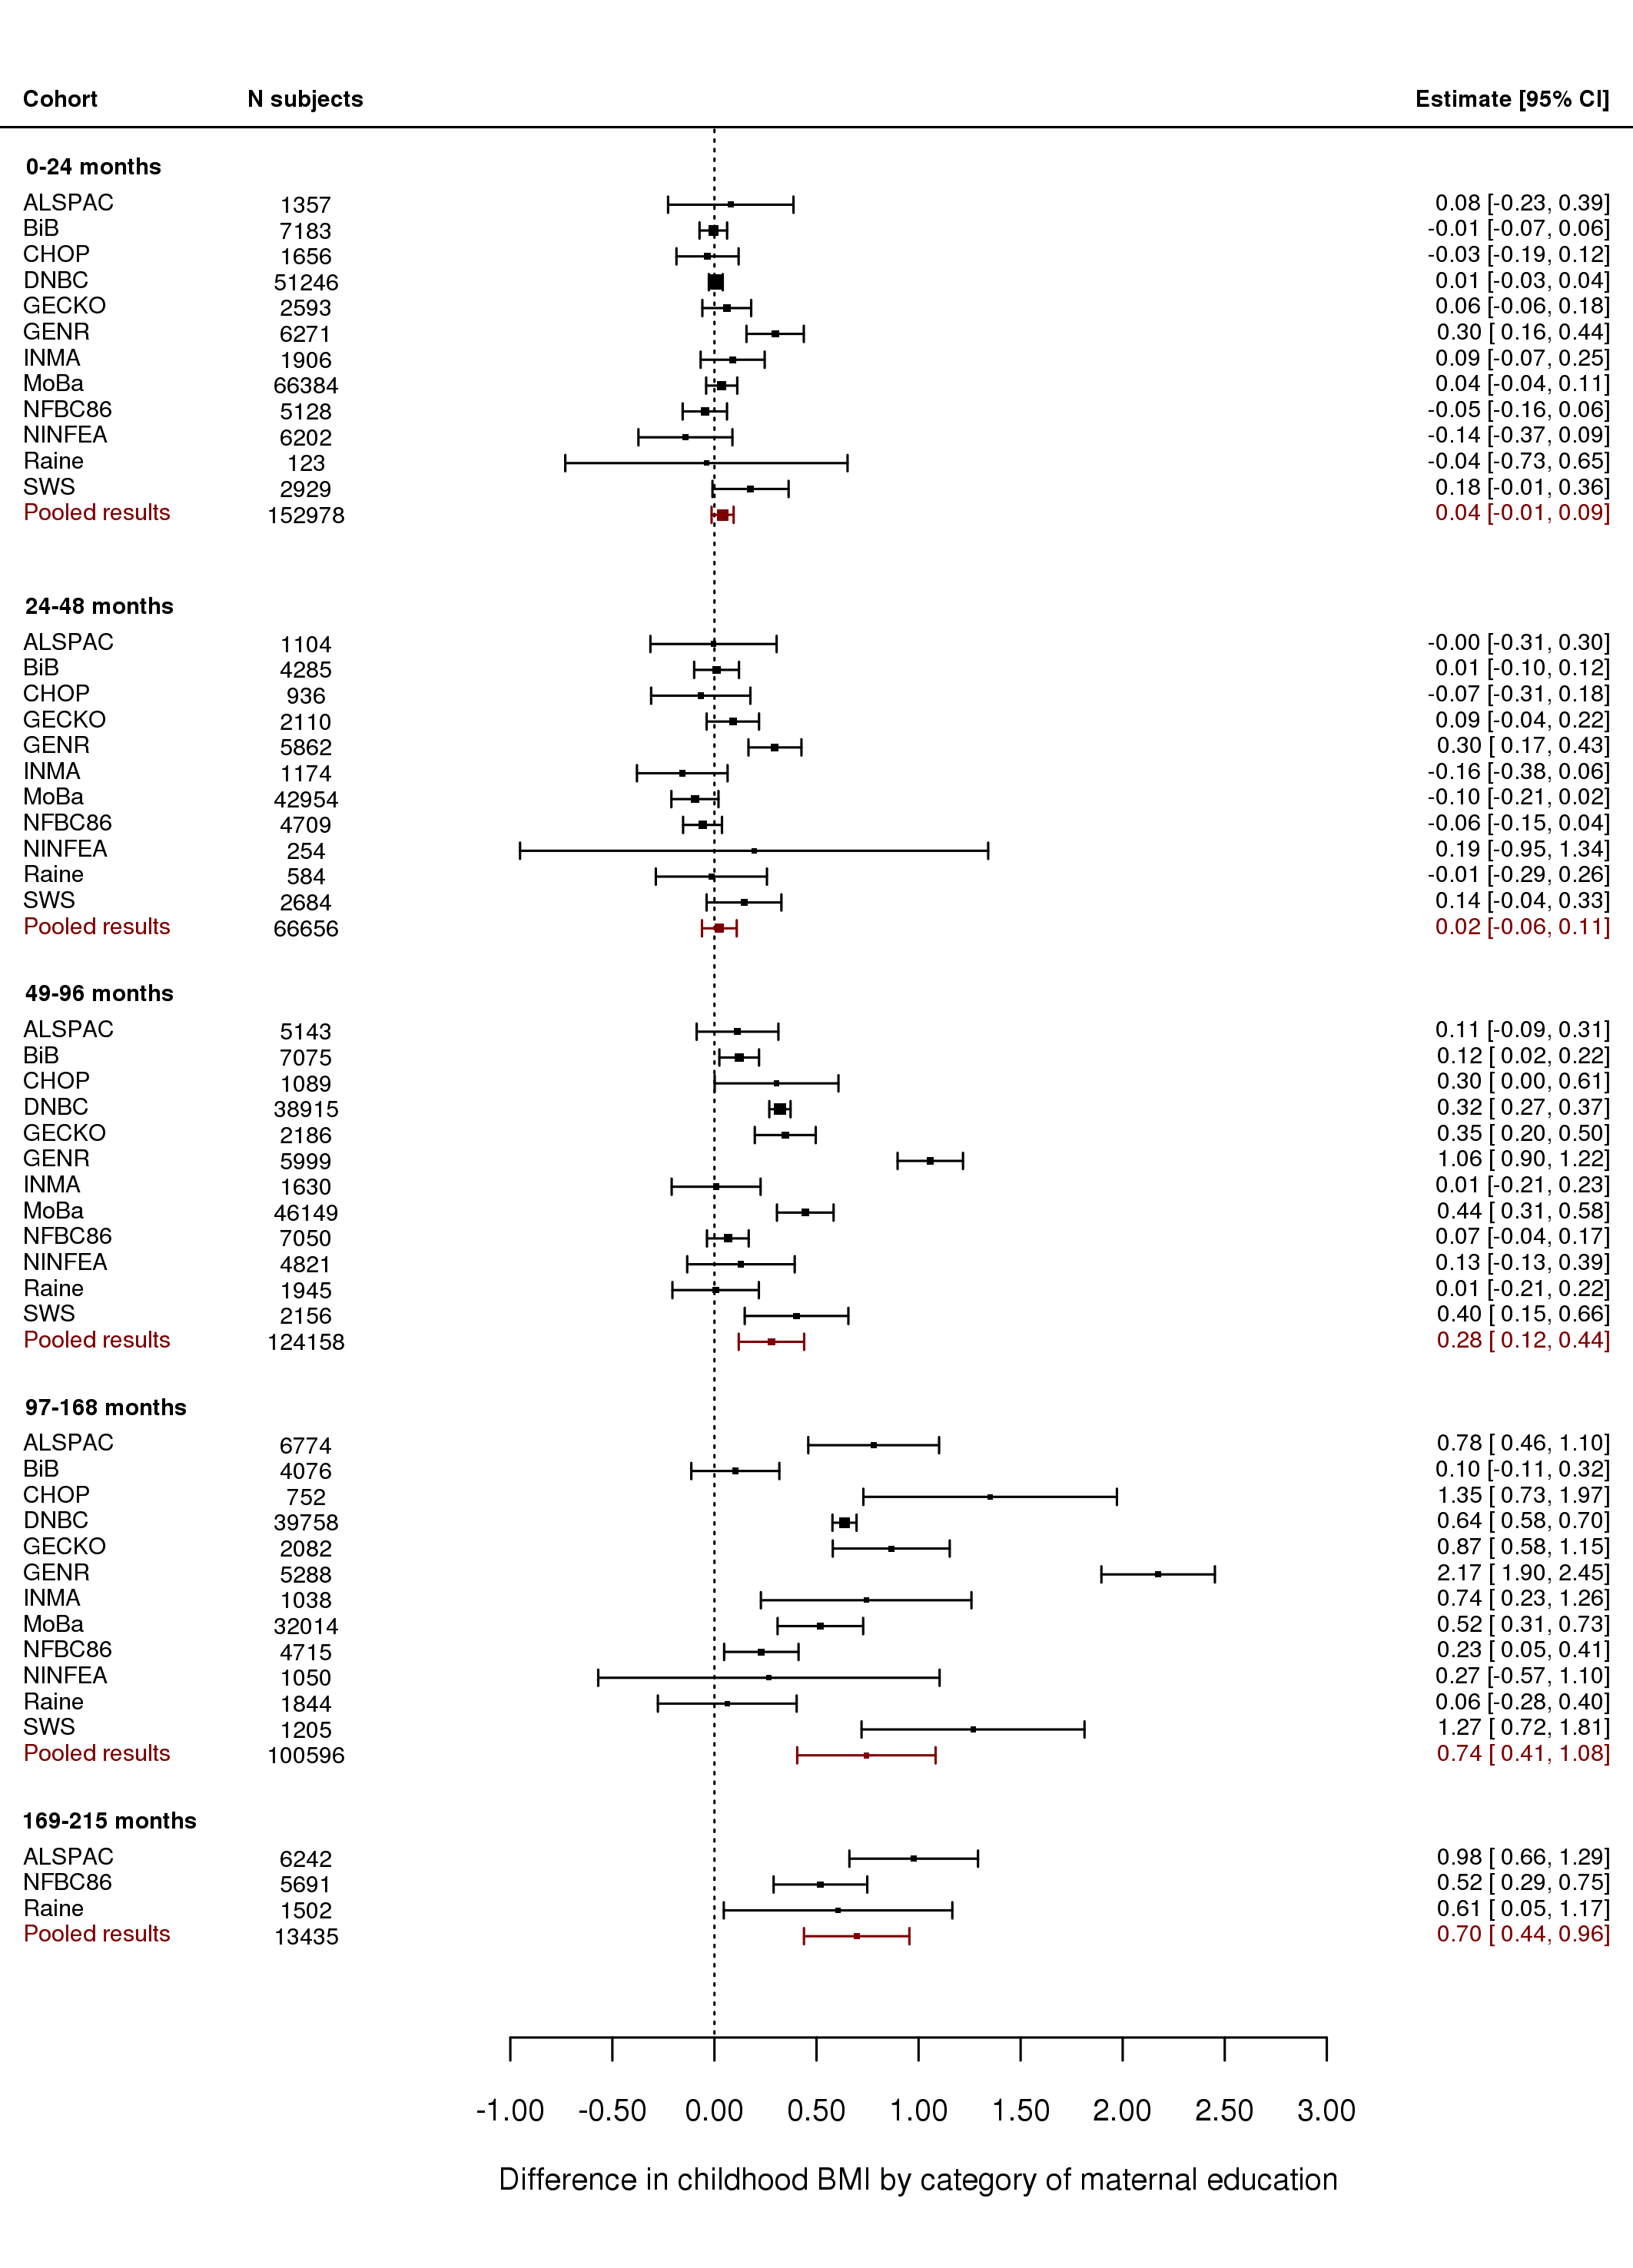 Cohort N subjects Estimate [95% CI]
0-24 months
ALSPAC 1357 0.08 [-0.23, 0.39]
BiB 7183 -0.01 [-0.07, 0.06]
CHOP 1656 -0.03 [-0.19, 0.12]
DNBC 51246 0.01 [-0.03, 0.04]
GECKO 2593 0.06 [-0.06, 0.18]
GENR 6271 0.30 [ 0.16, 0.44]
INMA 1906 0.09 [-0.07, 0.25]
MoBa 66384 0.04 [-0.04, 0.11]
NFBC86 5128 -0.05 [-0.16, 0.06]
NINFEA 6202 -0.14 [-0.37, 0.09]
Raine 123 -0.04 [-0.73, 0.65]
SWS 2929 0.18 [-0.01, 0.36]
Pooled results 152978 0.04 [-0.01, 0.09]
24-48 months
ALSPAC 1104 -0.00 [-0.31, 0.30]
BiB 4285 0.01 [-0.10, 0.12]
CHOP 936 -0.07 [-0.31, 0.18]
GECKO 2110 0.09 [-0.04, 0.22]
GENR 5862 0.30 [ 0.17, 0.43]
INMA 1174 -0.16 [-0.38, 0.06]
MoBa 42954 -0.10 [-0.21, 0.02]
NFBC86 4709 -0.06 [-0.15, 0.04]
NINFEA 254 0.19 [-0.95, 1.34]
Raine 584 -0.01 [-0.29, 0.26]
SWS 2684 0.14 [-0.04, 0.33]
Pooled results 66656 0.02 [-0.06, 0.11]
49-96 months
ALSPAC 5143 0.11 [-0.09, 0.31]
BiB 7075 0.12 [ 0.02, 0.22]
CHOP 1089 0.30 [ 0.00, 0.61]
DNBC 38915 0.32 [ 0.27, 0.37]
GECKO 2186 0.35 [ 0.20, 0.50]
GENR 5999 1.06 [ 0.90, 1.22]
INMA 1630 0.01 [-0.21, 0.23]
MoBa 46149 0.44 [ 0.31, 0.58]
NFBC86 7050 0.07 [-0.04, 0.17]
NINFEA 4821 0.13 [-0.13, 0.39]
Raine 1945 0.01 [-0.21, 0.22]
SWS 2156 0.40 [ 0.15, 0.66]
Pooled results 124158 0.28 [ 0.12, 0.44]
97-168 months
ALSPAC 6774 0.78 [ 0.46, 1.10]
BiB 4076 0.10 [-0.11, 0.32]
CHOP 752 1.35 [ 0.73, 1.97]
DNBC 39758 0.64 [ 0.58, 0.70]
GECKO 2082 0.87 [ 0.58, 1.15]
GENR 5288 2.17 [ 1.90, 2.45]
INMA 1038 0.74 [ 0.23, 1.26]
MoBa 32014 0.52 [ 0.31, 0.73]
NFBC86 4715 0.23 [ 0.05, 0.41]
NINFEA 1050 0.27 [-0.57, 1.10]
Raine 1844 0.06 [-0.28, 0.40]
SWS 1205 1.27 [ 0.72, 1.81]
Pooled results 100596 0.74 [ 0.41, 1.08]
169-215 months
ALSPAC 6242 0.98 [ 0.66, 1.29]
NFBC86 5691 0.52 [ 0.29, 0.75]
Raine 1502 0.61 [ 0.05, 1.17]
Pooled results 13435 0.70 [ 0.44, 0.96]
-1.00 -0.50 0.00 0.50 1.00 1.50 2.00 2.50 3.00
Difference in childhood BMI by category of maternal education